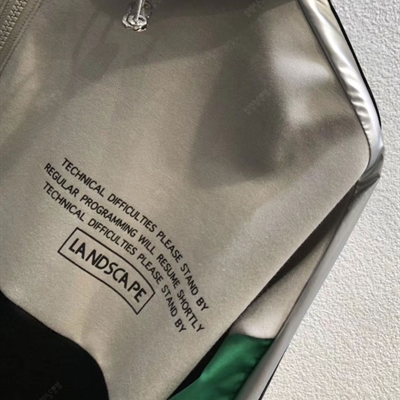 TECHNICAL DIFFICULTIES PLEASE STAND BY
REGULAR PROGRAMMING WILL RESUME SHORTLY
TECHNICAL DIFFICULTIES PLEASE STAND BY
LANDSCAPE